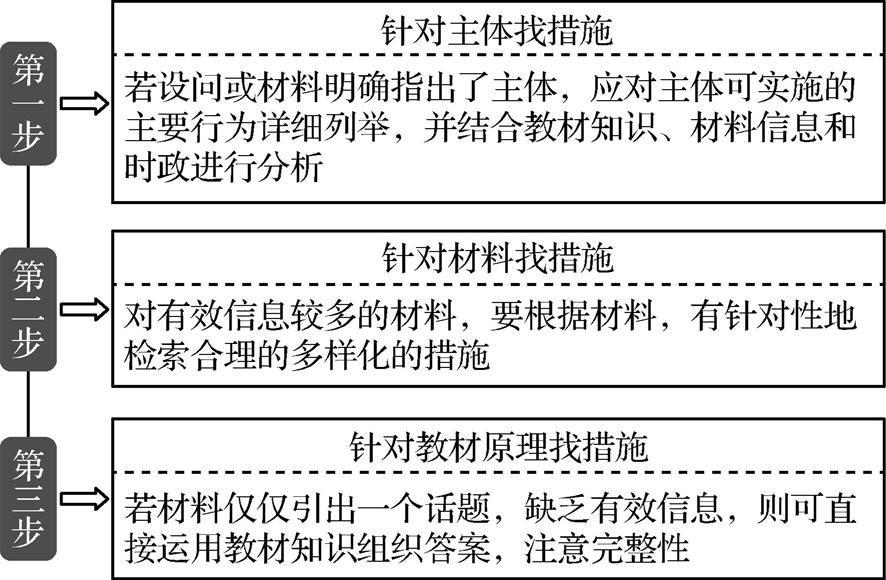 第一步
针对主体找措施
若设问或材料明确指出了主体，应对主体可实施的
主要行为详细列举，并结合教材知识、材料信息和
时政进行分析
第二步
针对材料找措施
对有效信息较多的材料，要根据材料，有针对性地
检索合理的多样化的措施
第三步
针对教材原理找措施
若材料仅仅引出一个话题，缺乏有效信息，则可直
接运用教材知识组织答案，注意完整性